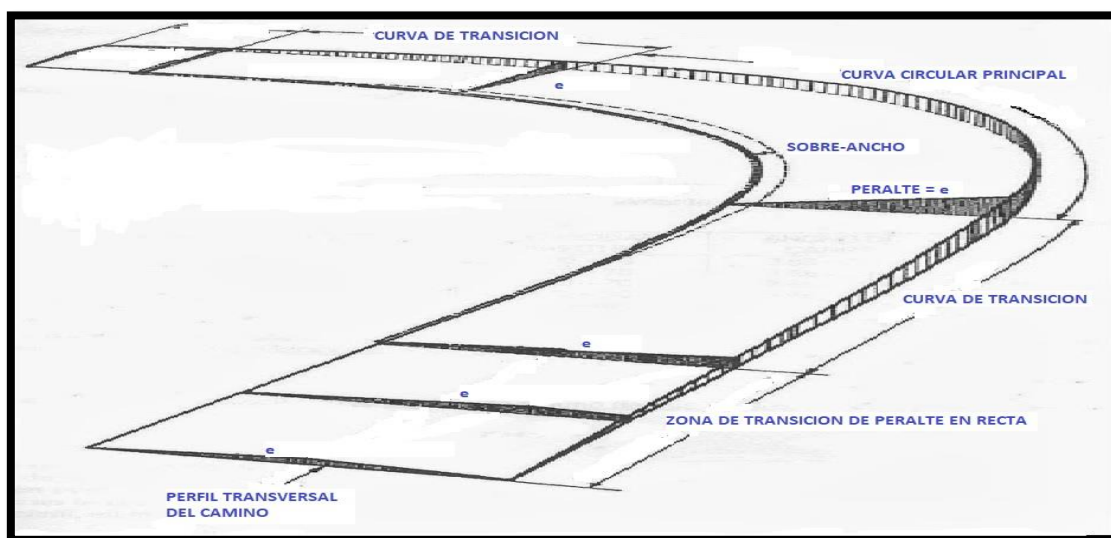 CURVA DE TRANSICION
CURVA CIRCULAR PRINCIPAL
e
SOBRE-ANCHO
PERALTE = e
CURVA DE TRANSICION
e
e
ZONA DE TRANSICION DE PERALTE EN RECTA
e
PERFIL TRANSVERSAL
DEL CAMINO